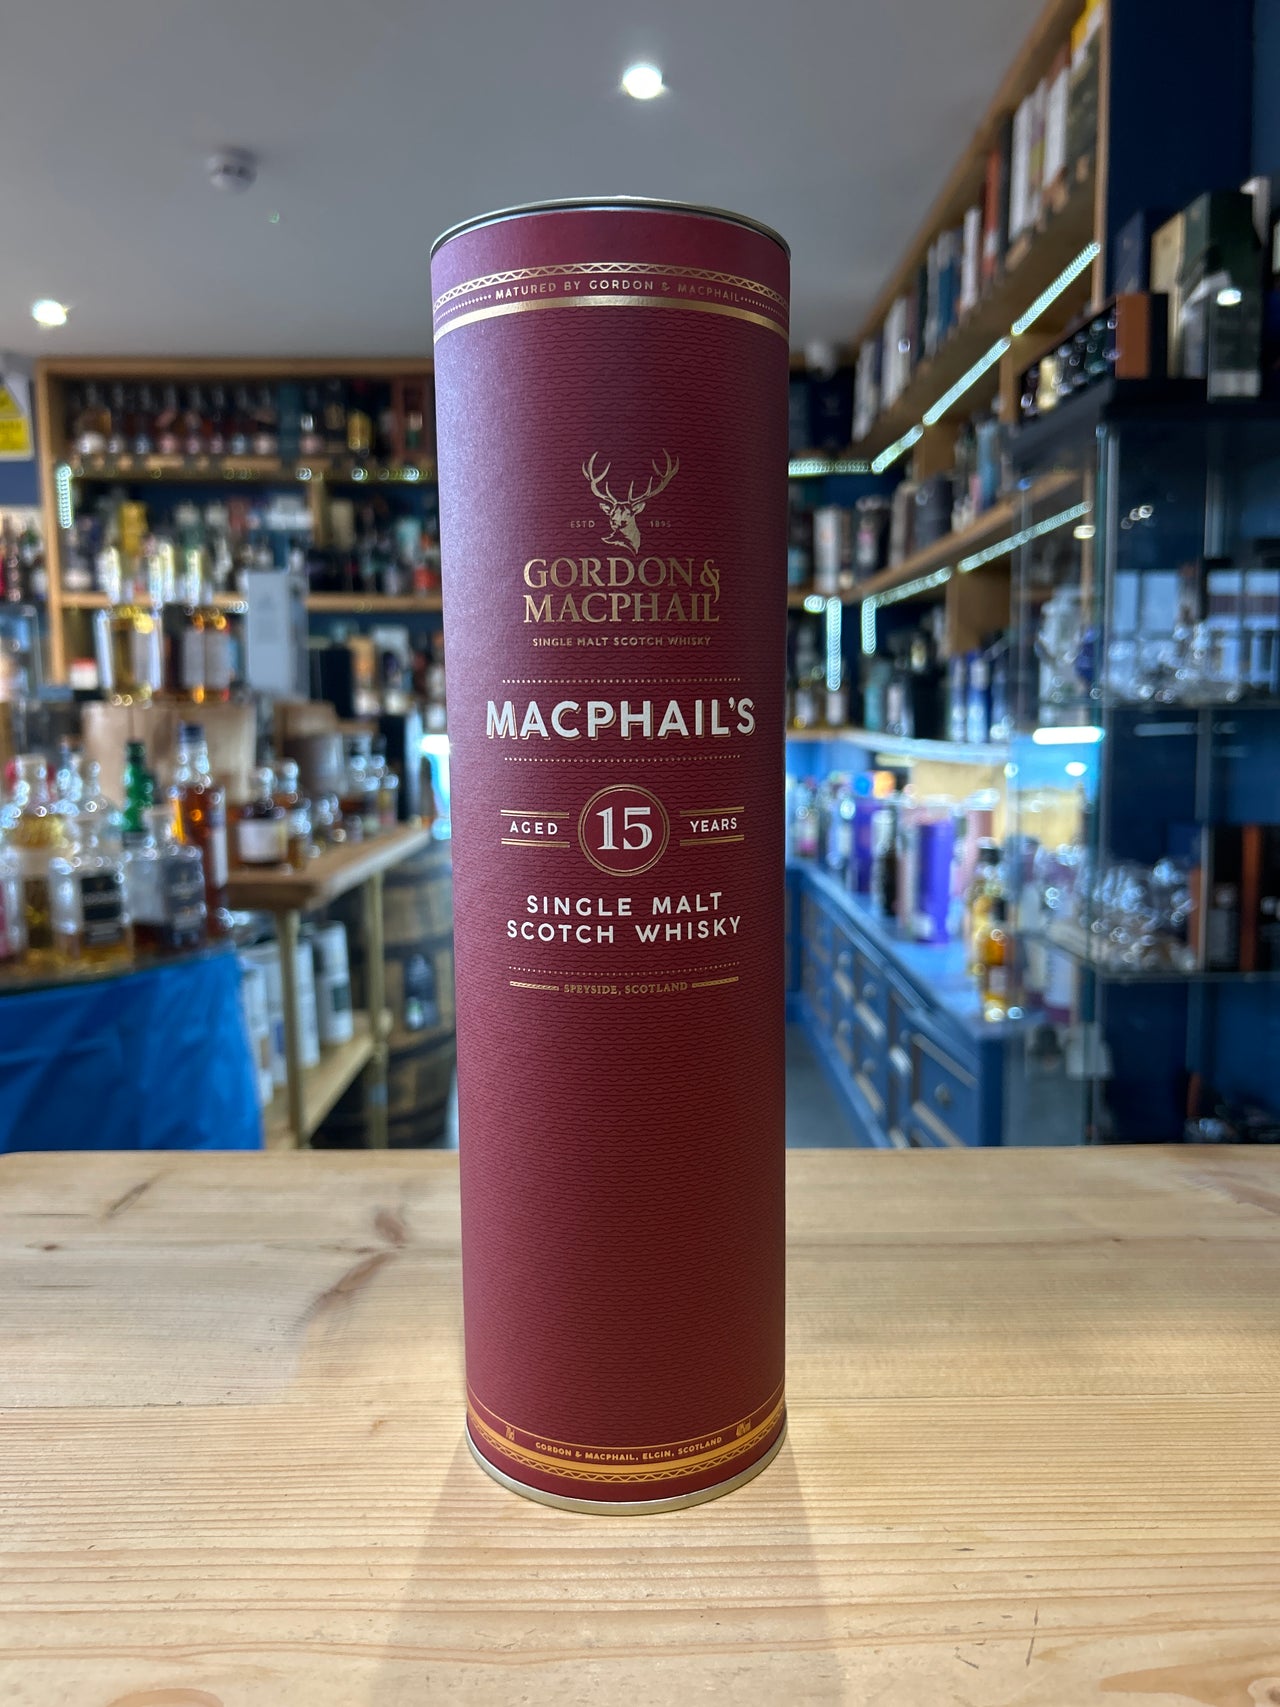 MATURED BY GORDON & MACPHAIL
ESTD 1895
GORDON &
MACPHAIL
SINGLE MALT SCOTCH WHISKY
MACPHAIL'S
AGED 15 YEARS
SINGLE MALT
SCOTCH WHISKY
SPEYSIDE, SCOTLAND
70cl GORDON & MACPHAIL, ELGIN, SCOTLAND